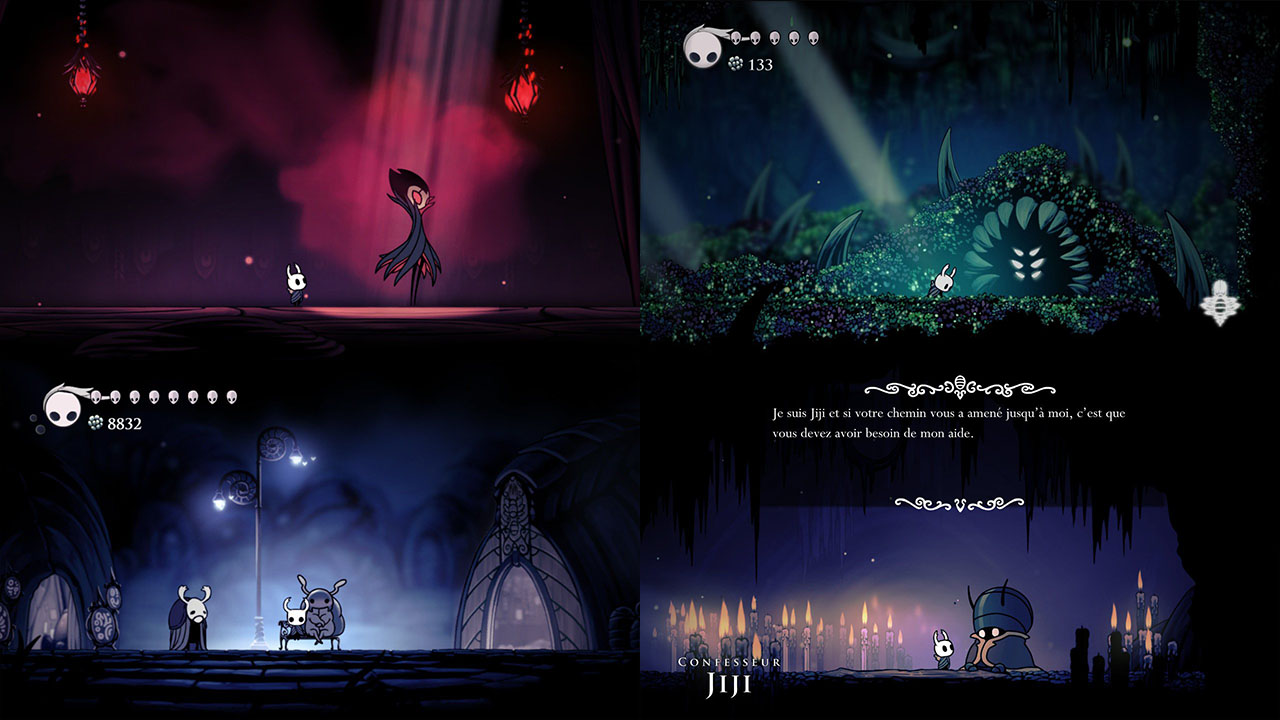 133
8832
Je suis Jiji et si votre chemin vous a amené jusqu'à moi, c'est que
vous devez avoir besoin de mon aide.
Confesseur
Jiji